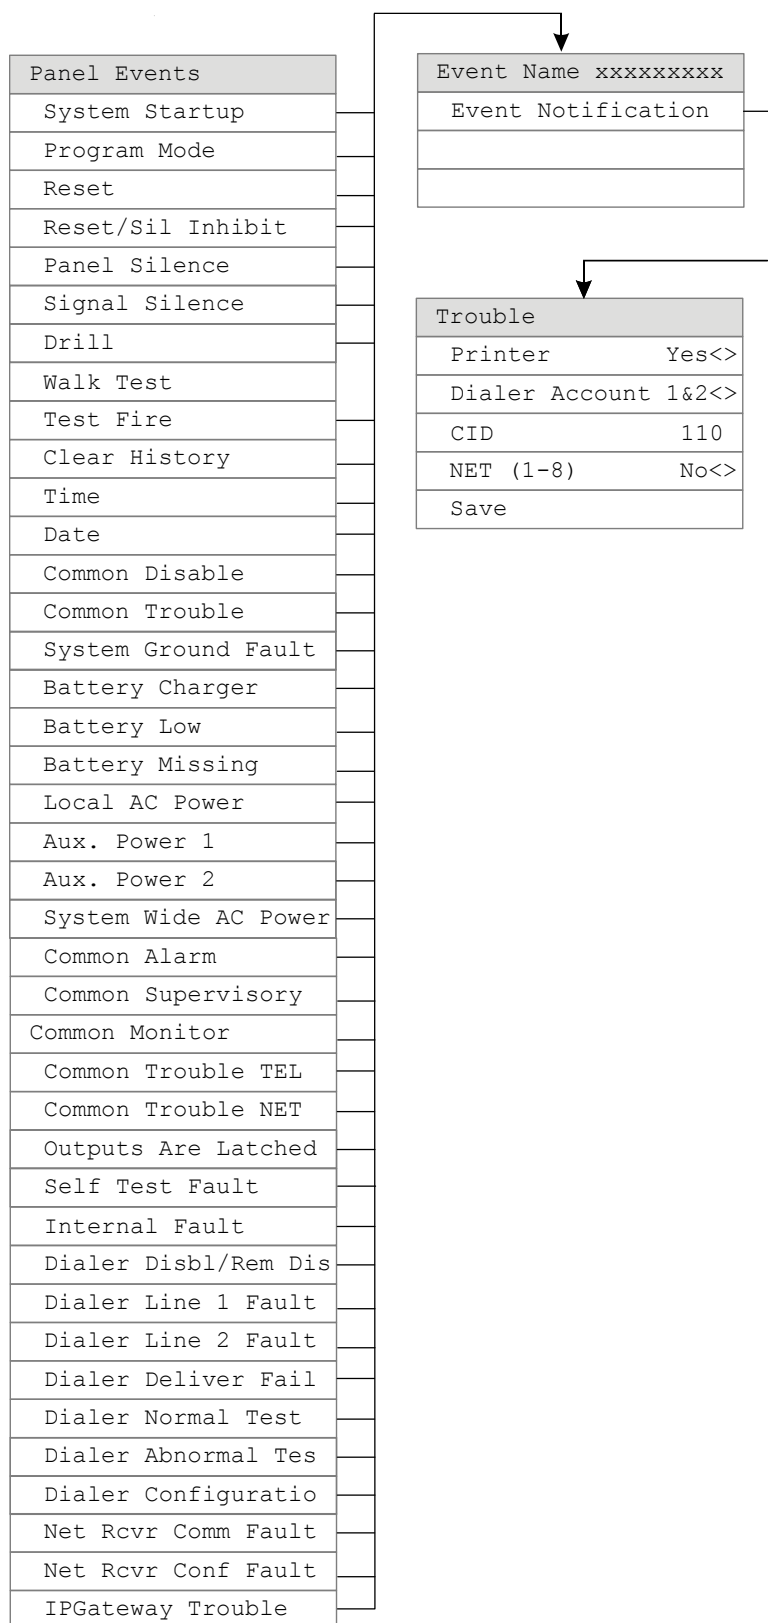 Panel Events
System Startup
Program Mode
Reset
Reset/Sil Inhibit
Panel Silence
Signal Silence
Drill
Walk Test
Test Fire
Clear History
Time
Date
Common Disable
Common Trouble
System Ground Fault
Battery Charger
Battery Low
Battery Missing
Local AC Power
Aux. Power 1
Aux. Power 2
System Wide AC Power
Common Alarm
Common Supervisory
Common Monitor
Common Trouble TEL
Common Trouble NET
Outputs Are Latched
Self Test Fault
Internal Fault
Dialer Disbl/Rem Dis
Dialer Line 1 Fault
Dialer Line 2 Fault
Dialer Deliver Fail
Dialer Normal Test
Dialer Abnormal Tes
Dialer Configuratio
Net Rcvr Comm Fault
Net Rcvr Conf Fault
IPGateway Trouble
Event Name xxxxxxxxx
Event Notification
Trouble
Printer Yes<>
Dialer Account 1&2<>
CID 110
NET (1-8) No<>
Save